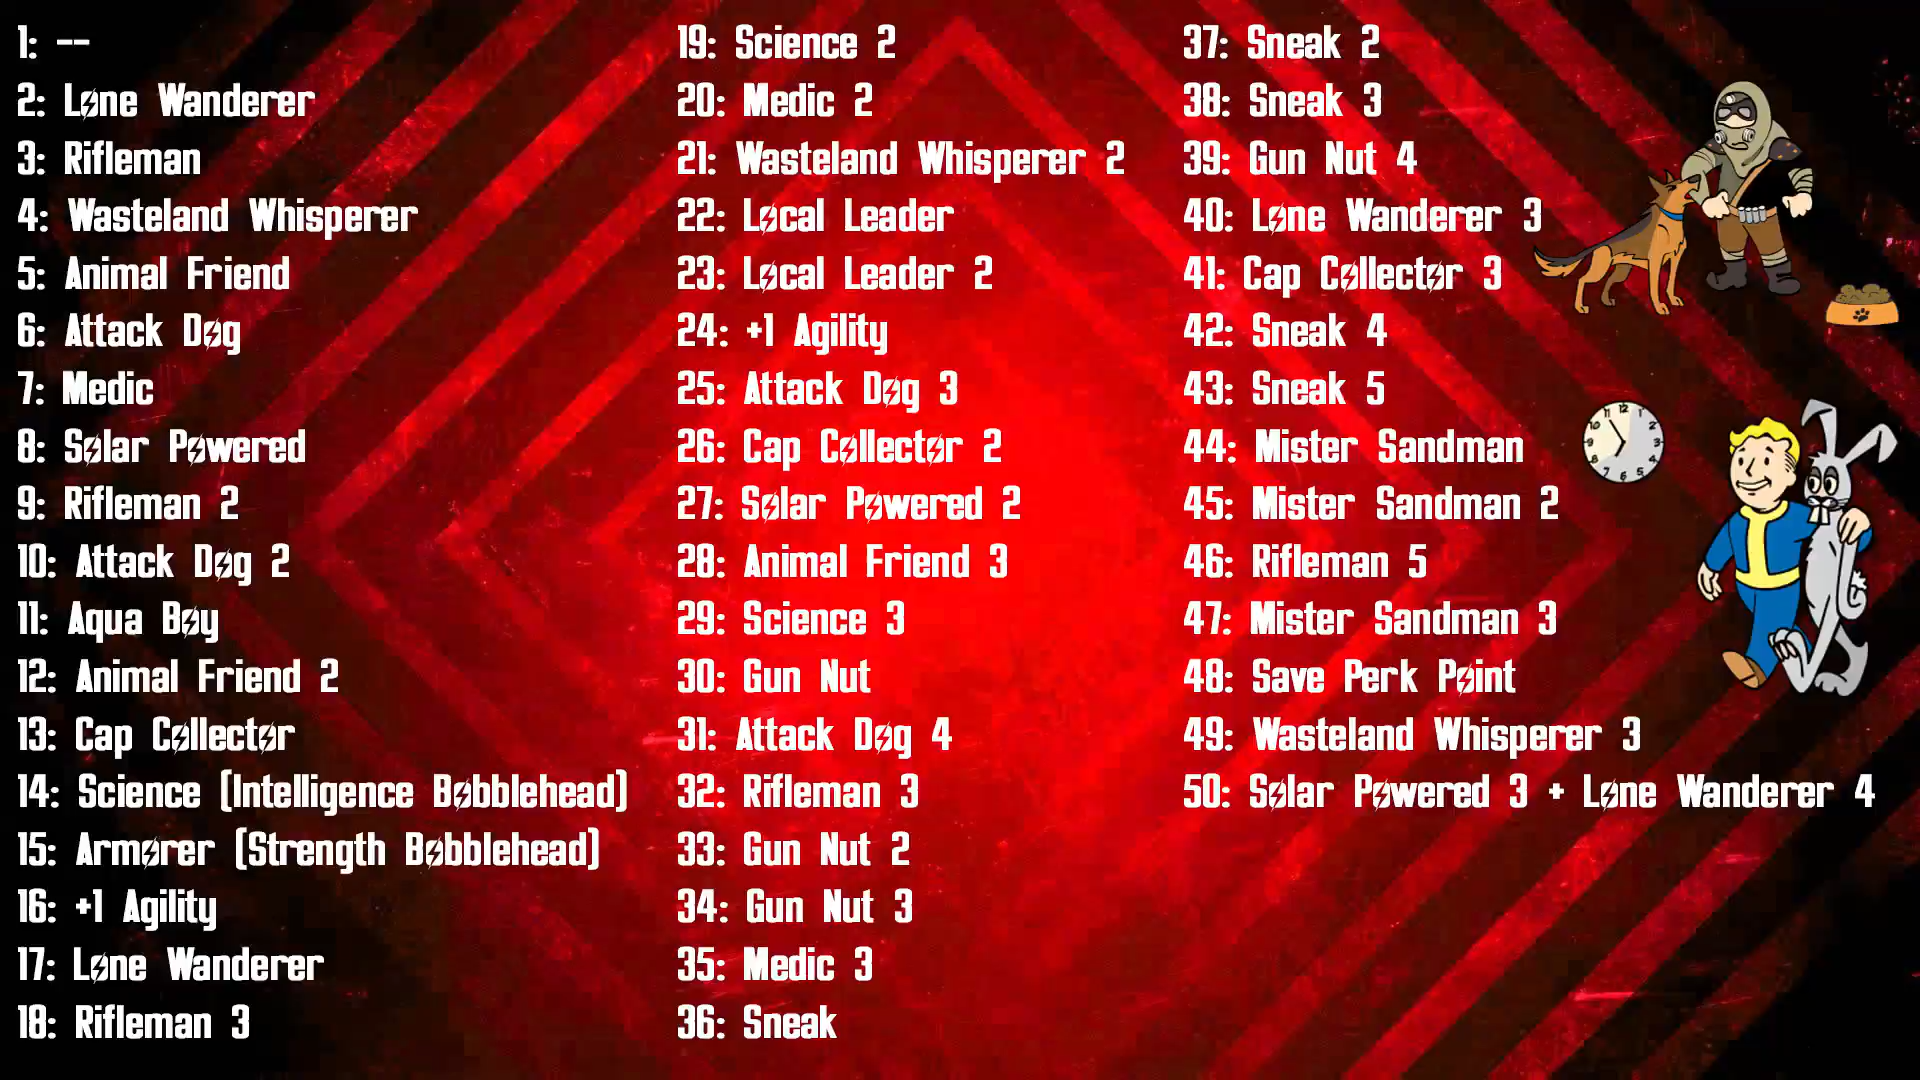 1: --
2: Lone Wanderer
3: Rifleman
4: Wasteland Whisperer
5: Animal Friend
6: Attack Dog
7: Medic
8: Solar Powered
9: Rifleman 2
10: Attack Dog 2
11: Aqua Boy
12: Animal Friend 2
13: Cap Collector
14: Science (Intelligence Bobblehead)
15: Armorer (Strength Bobblehead)
16: +1 Agility
17: Lone Wanderer
18: Rifleman 3
19: Science 2
20: Medic 2
21: Wasteland Whisperer 2
22: Local Leader
23: Local Leader 2
24: +1 Agility
25: Attack Dog 3
26: Cap Collector 2
27: Solar Powered 2
28: Animal Friend 3
29: Science 3
30: Gun Nut
31: Attack Dog 4
32: Rifleman 3
33: Gun Nut 2
34: Gun Nut 3
35: Medic 3
36: Sneak
37: Sneak 2
38: Sneak 3
39: Gun Nut 4
40: Lone Wanderer 3
41: Cap Collector 3
42: Sneak 4
43: Sneak 5
44: Mister Sandman
45: Mister Sandman 2
46: Rifleman 5
47: Mister Sandman 3
48: Save Perk Point
49: Wasteland Whisperer 3
50: Solar Powered 3 + Lone Wanderer 4